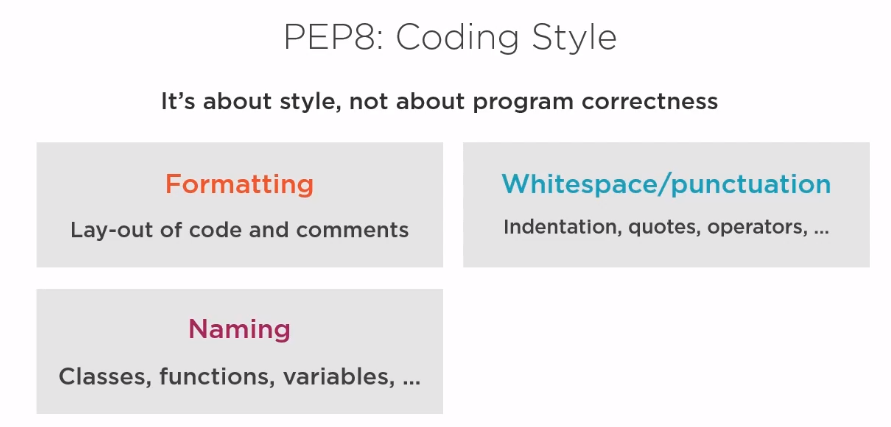 PEP8: Coding Style
It's about style, not about program correctness
Formatting
Lay-out of code and comments
Whitespace/punctuation
Indentation, quotes, operators, ...
Naming
Classes, functions, variables, ...